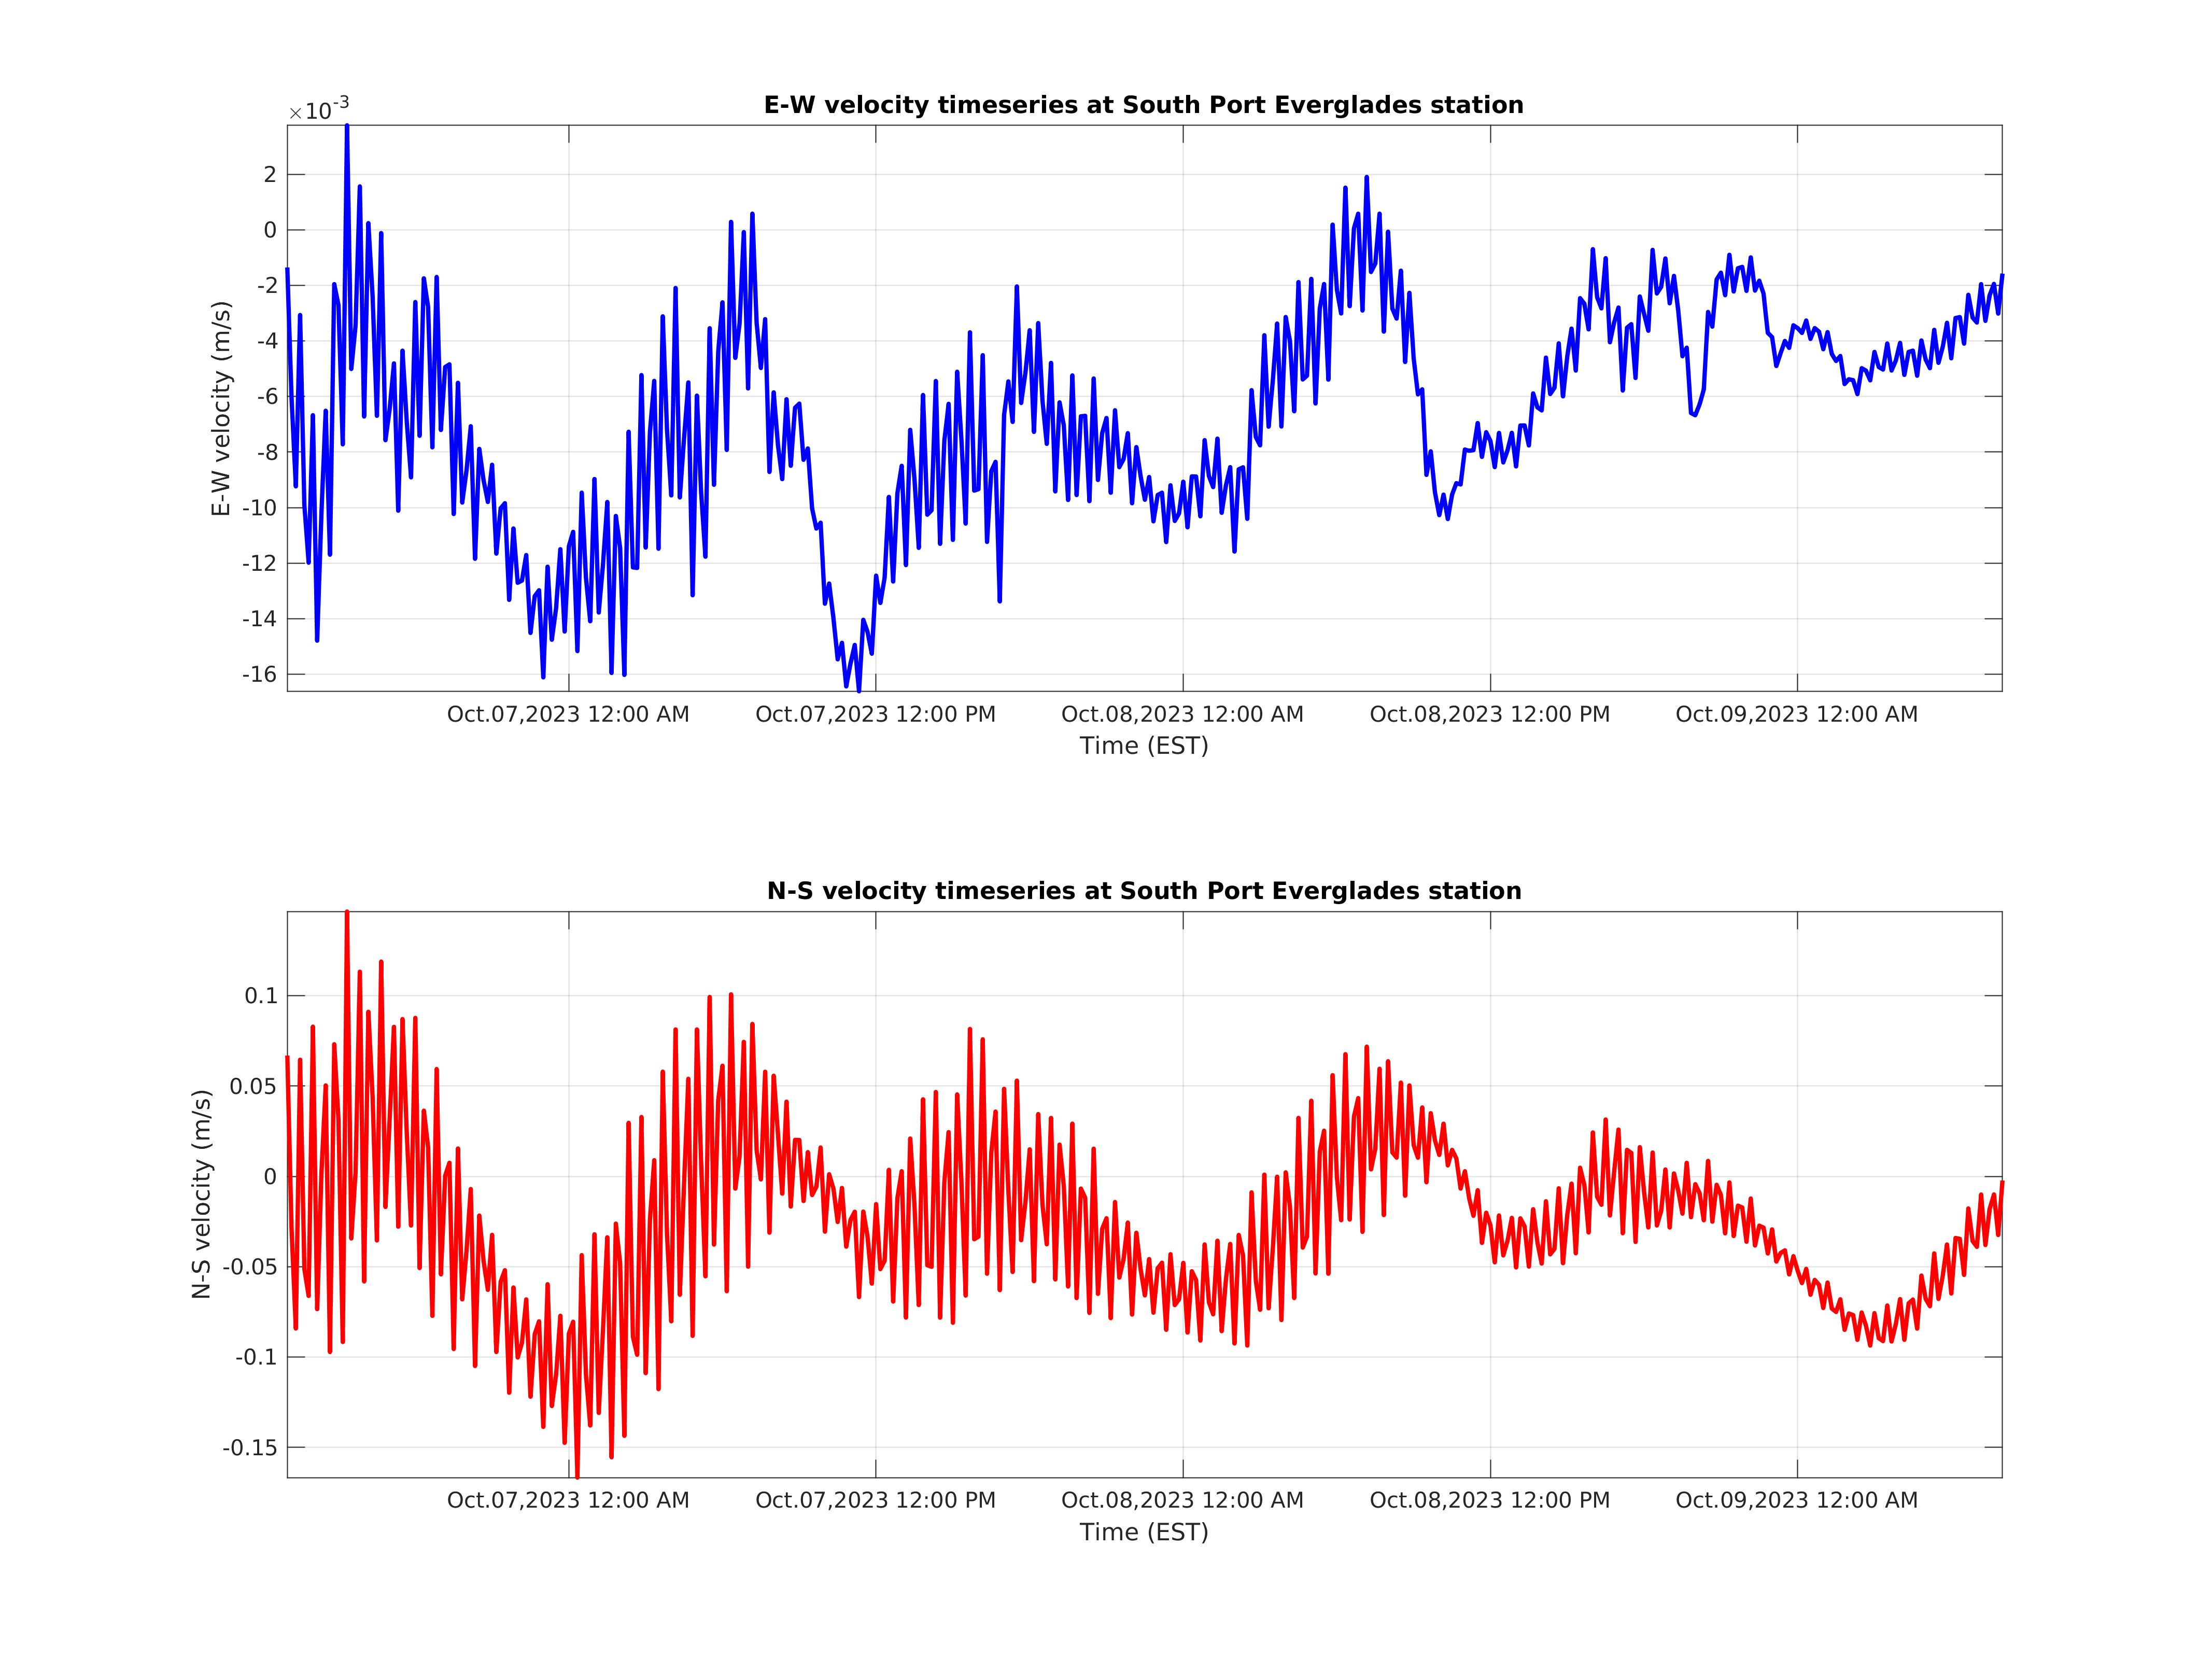 ×10-3
E-W velocity timeseries at South Port Everglades station
E-W velocity (m/s)
2
0
-2
-4
-6
-8
-10
-12
-14
-16
Oct.07,2023 12:00 AM Oct.07,2023 12:00 PM Oct.08,2023 12:00 AM Oct.08,2023 12:00 PM Oct.09,2023 12:00 AM
Time (EST)
N-S velocity timeseries at South Port Everglades station
N-S velocity (m/s)
0.1
0.05
0
-0.05
-0.1
-0.15
Oct.07,2023 12:00 AM Oct.07,2023 12:00 PM Oct.08,2023 12:00 AM Oct.08,2023 12:00 PM Oct.09,2023 12:00 AM
Time (EST)